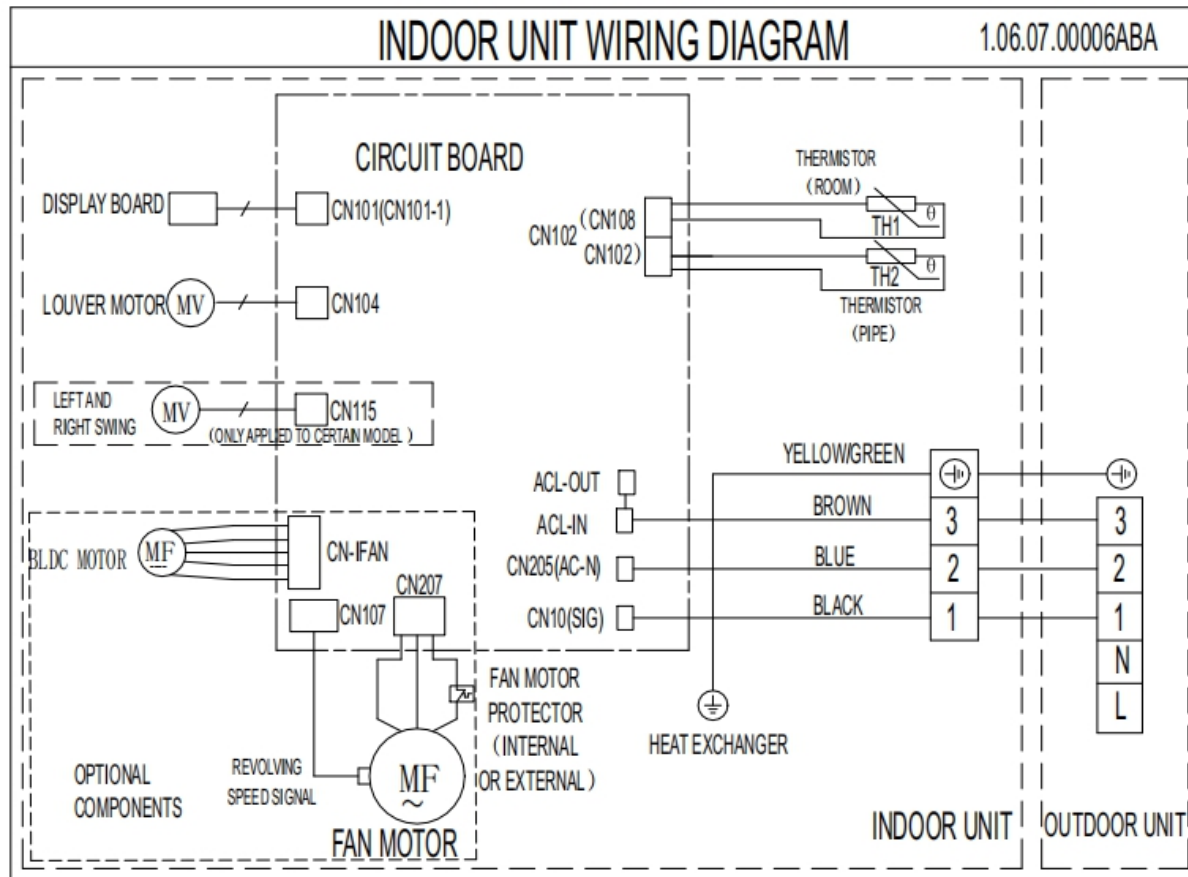 INDOOR UNIT WIRING DIAGRAM
1.06.07.00006ABA
CIRCUIT BOARD
DISPLAY BOARD
CN101(CN101-1)
LOUVER MOTOR
MV
CN104
LEFT AND
RIGHT SWING
MV
CN115
(ONLY APPLIED TO CERTAIN MODEL)
THERMISTOR
(ROOM)
CN102
(CN108
CN102)
TH1
θ
TH2
θ
THERMISTOR
(PIPE)
ACL-OUT
ACL-IN
CN205(AC-N)
CN10(SIG)
YELLOW/GREEN
BROWN
BLUE
BLACK
3
2
1
3
2
1
N
L
HEAT EXCHANGER
BLDC MOTOR
MF
CN-IFAN
CN107
CN207
FAN MOTOR
PROTECTOR
(INTERNAL
OR EXTERNAL)
OPTIONAL
COMPONENTS
REVOLVING
SPEED SIGNAL
MF
~
FAN MOTOR
INDOOR UNIT
OUTDOOR UNIT